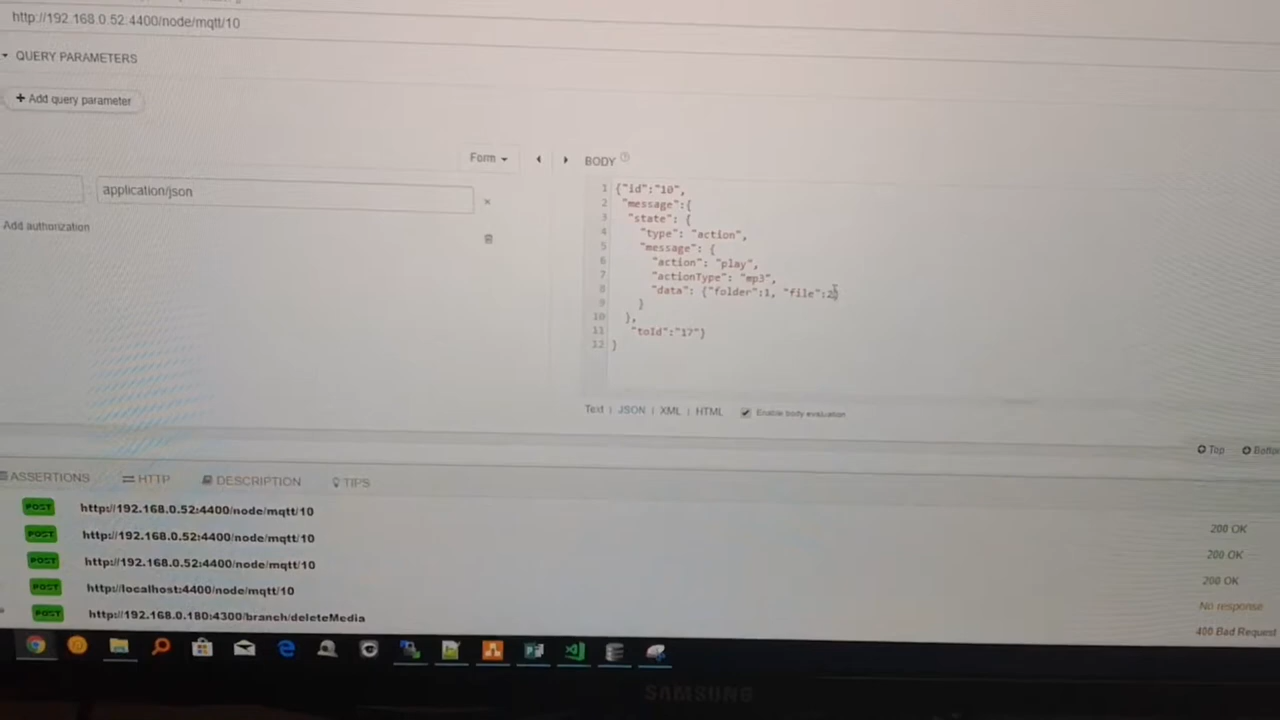 http://192.168.0.52:4400/node/mqtt/10
QUERY PARAMETERS
+ Add query parameter
Form
BODY
application/json
×
Add authorization
1 {"id":"10",
2 "message":{
3 "state": {
4 "type": "action",
5 "message": {
6 "action": "play",
7 "actionType": "mp3",
8 "data": {"folder":1, "file":2}
9 }
10 },
11 "toId":"17"}
12 }
Text | JSON | XML | HTML
Enable body evaluation
Top
ASSERTIONS
HTTP
DESCRIPTION
TIPS
POST http://192.168.0.52:4400/node/mqtt/10 200 OK
POST http://192.168.0.52:4400/node/mqtt/10 200 OK
POST http://192.168.0.52:4400/node/mqtt/10 200 OK
POST http://localhost:4400/node/mqtt/10 No response
POST http://192.168.0.180:4300/branch/deleteMedia 400 Bad Request
SAMSUNG